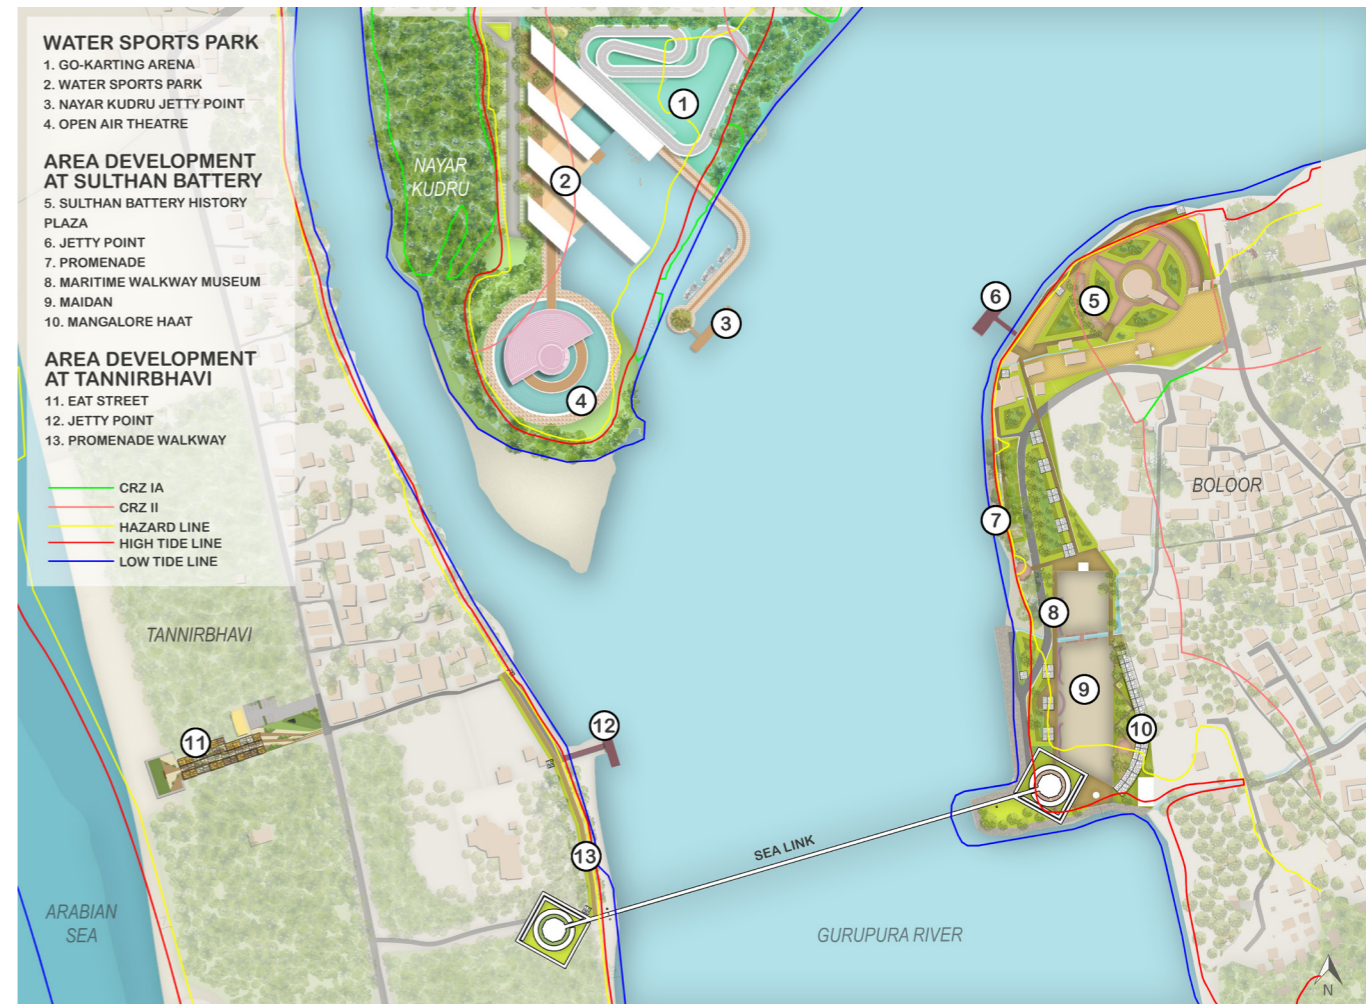 WATER SPORTS PARK
1. GO-KARTING ARENA
2. WATER SPORTS PARK
3. NAYAR KUDRU JETTY POINT
4. OPEN AIR THEATRE
AREA DEVELOPMENT
AT SULTHAN BATTERY
5. SULTHAN BATTERY HISTORY
PLAZA
6. JETTY POINT
7. PROMENADE
8. MARITIME WALKWAY MUSEUM
9. MAIDAN
10. MANGALORE HAAT
AREA DEVELOPMENT
AT TANNIRBHAVI
11. EAT STREET
12. JETTY POINT
13. PROMENADE WALKWAY
CRZ IA
CRZ II
HAZARD LINE
HIGH TIDE LINE
LOW TIDE LINE
1
NAYAR
KUDRU
2
6
5
3
4
BOLOOR
7
8
TANNIRBHAVI
9
12
10
11
SEA LINK
13
ARABIAN
SEA
GURUPURA RIVER
N